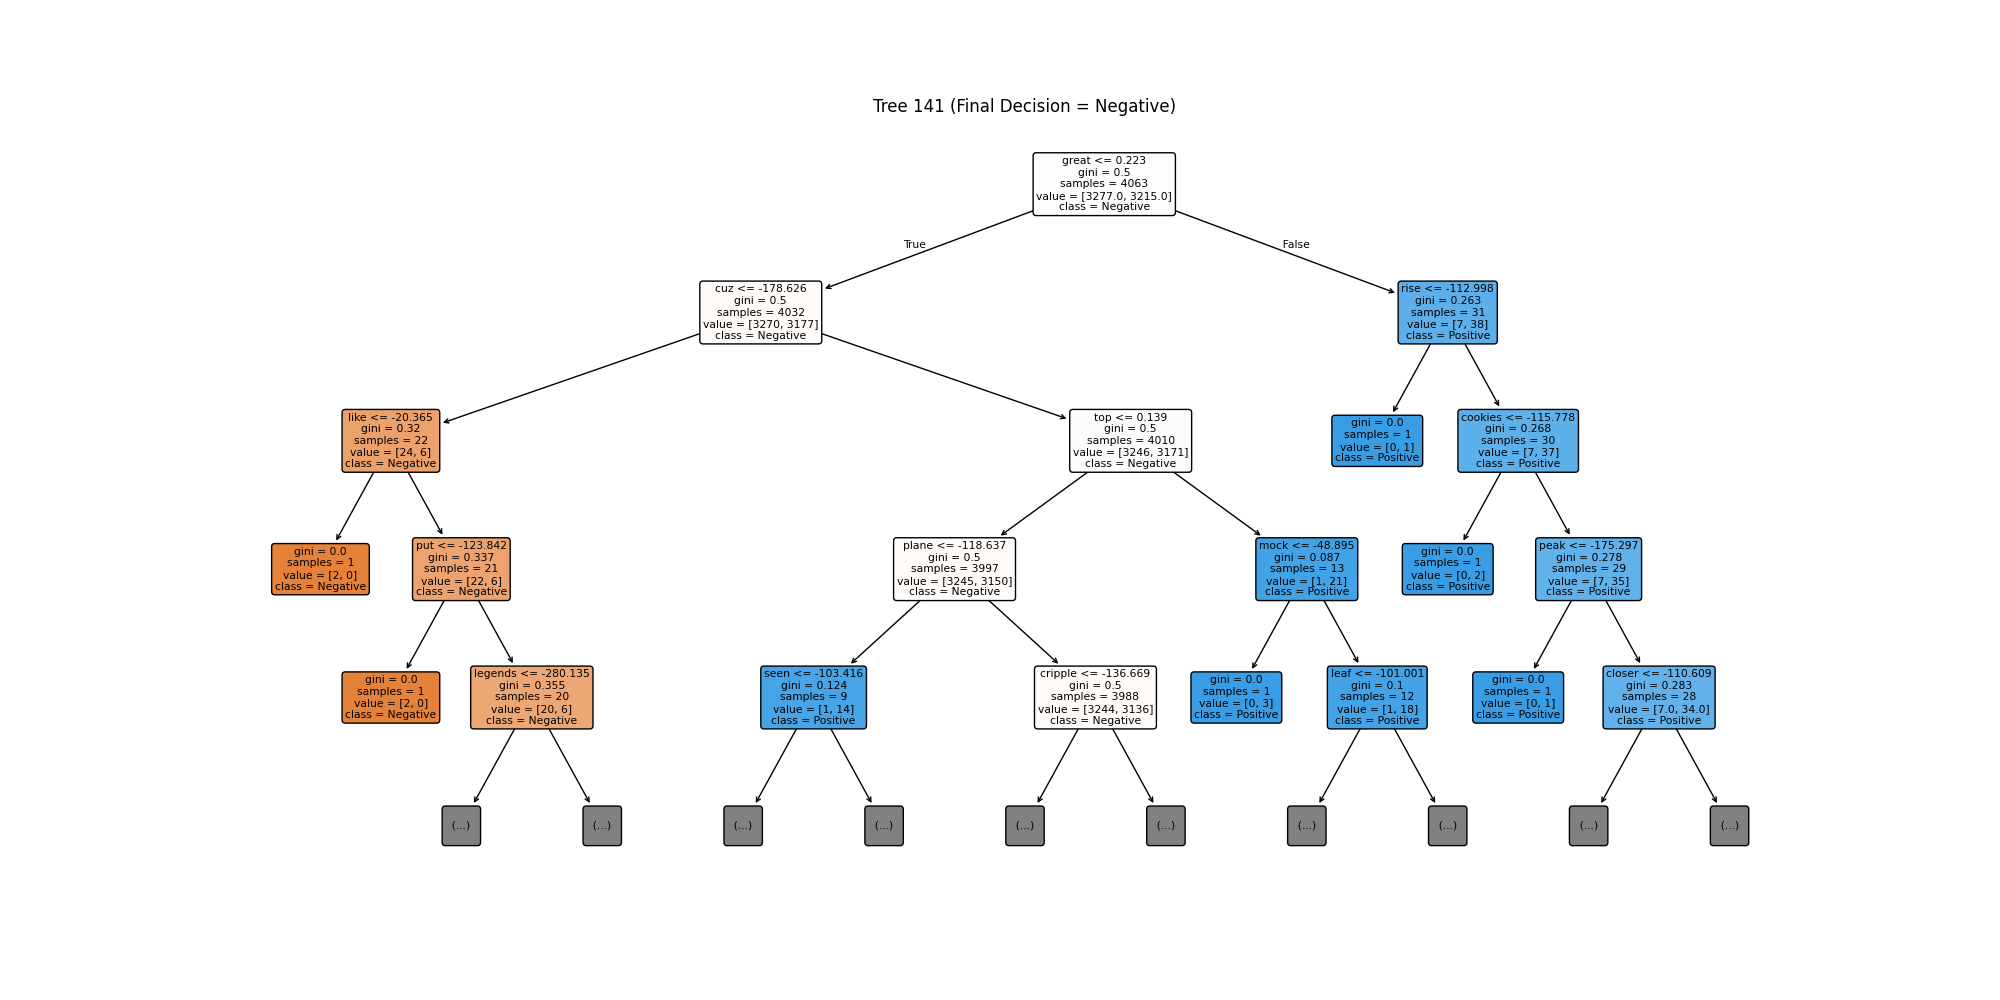 Tree 141 (Final Decision = Negative)
great <= 0.223
gini = 0.5
samples = 4063
value = [3277.0, 3215.0]
class = Negative
True
False
cuz <= -178.626
gini = 0.5
samples = 4032
value = [3270, 3177]
class = Negative
rise <= -112.998
gini = 0.263
samples = 31
value = [7, 38]
class = Positive
like <= -20.365
gini = 0.32
samples = 22
value = [24, 6]
class = Negative
top <= 0.139
gini = 0.5
samples = 4010
value = [3246, 3171]
class = Negative
gini = 0.0
samples = 1
value = [0, 1]
class = Positive
cookies <= -115.778
gini = 0.268
samples = 30
value = [7, 37]
class = Positive
gini = 0.0
samples = 1
value = [2, 0]
class = Negative
put <= -123.842
gini = 0.337
samples = 21
value = [22, 6]
class = Negative
plane <= -118.637
gini = 0.5
samples = 3997
value = [3245, 3150]
class = Negative
mock <= -48.895
gini = 0.087
samples = 13
value = [1, 21]
class = Positive
gini = 0.0
samples = 1
value = [0, 2]
class = Positive
peak <= -175.297
gini = 0.278
samples = 29
value = [7, 35]
class = Positive
gini = 0.0
samples = 1
value = [2, 0]
class = Negative
legends <= -280.135
gini = 0.355
samples = 20
value = [20, 6]
class = Negative
seen <= -103.416
gini = 0.124
samples = 9
value = [1, 14]
class = Positive
cripple <= -136.669
gini = 0.5
samples = 3988
value = [3244, 3136]
class = Negative
gini = 0.0
samples = 1
value = [0, 3]
class = Positive
leaf <= -101.001
gini = 0.1
samples = 12
value = [1, 18]
class = Positive
gini = 0.0
samples = 1
value = [0, 1]
class = Positive
closer <= -110.609
gini = 0.283
samples = 28
value = [7.0, 34.0]
class = Positive
(...)
(...)
(...)
(...)
(...)
(...)
(...)
(...)
(...)
(...)